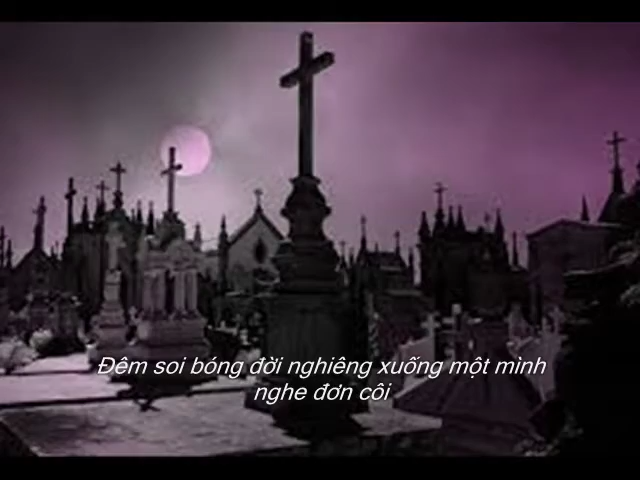 Đêm soi bóng đời nghiêng xuống một mình
nghe đơn côi